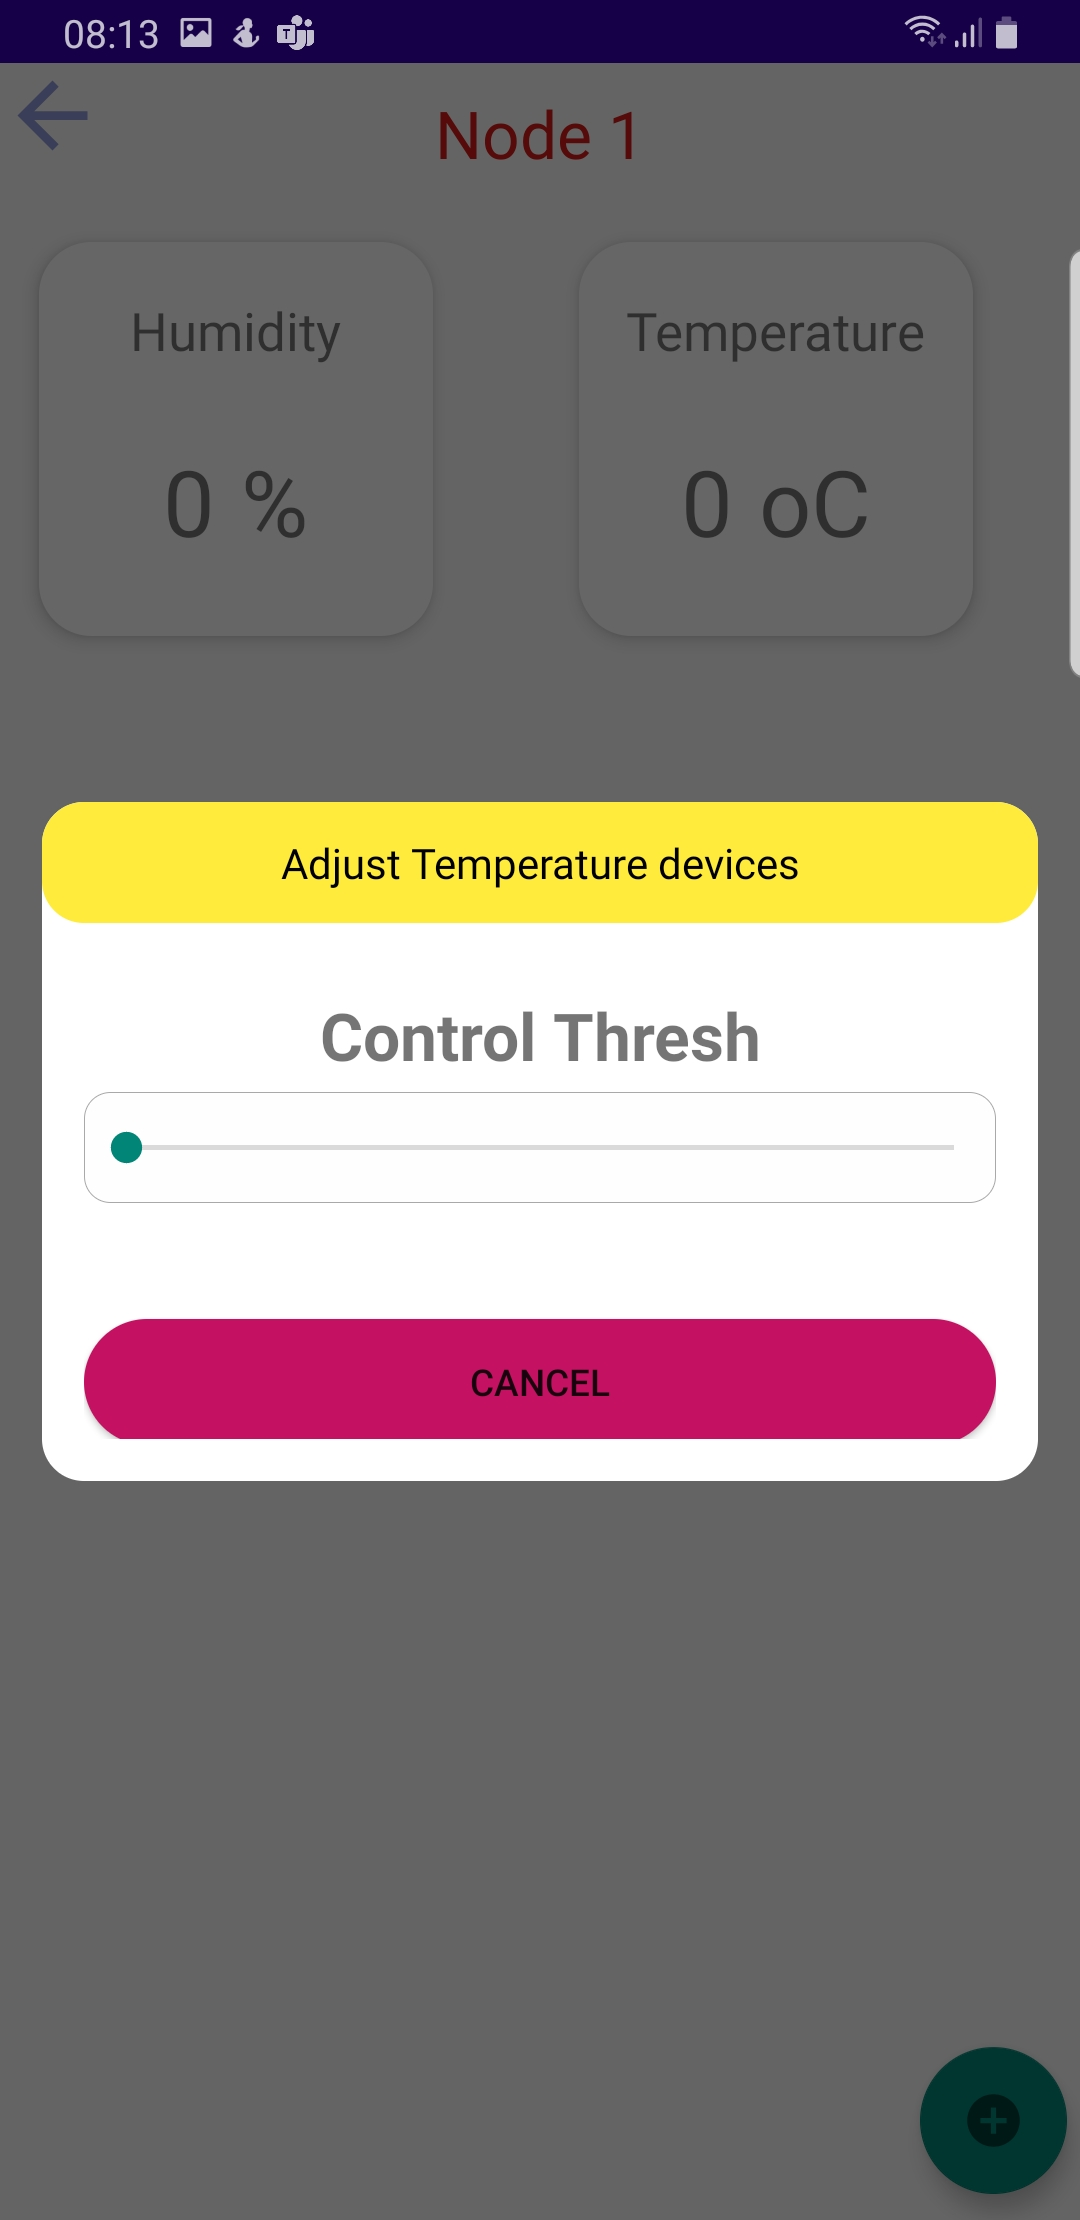 08:13
Node 1
Humidity
Temperature
0 %
0 oC
Adjust Temperature devices
Control Thresh
CANCEL